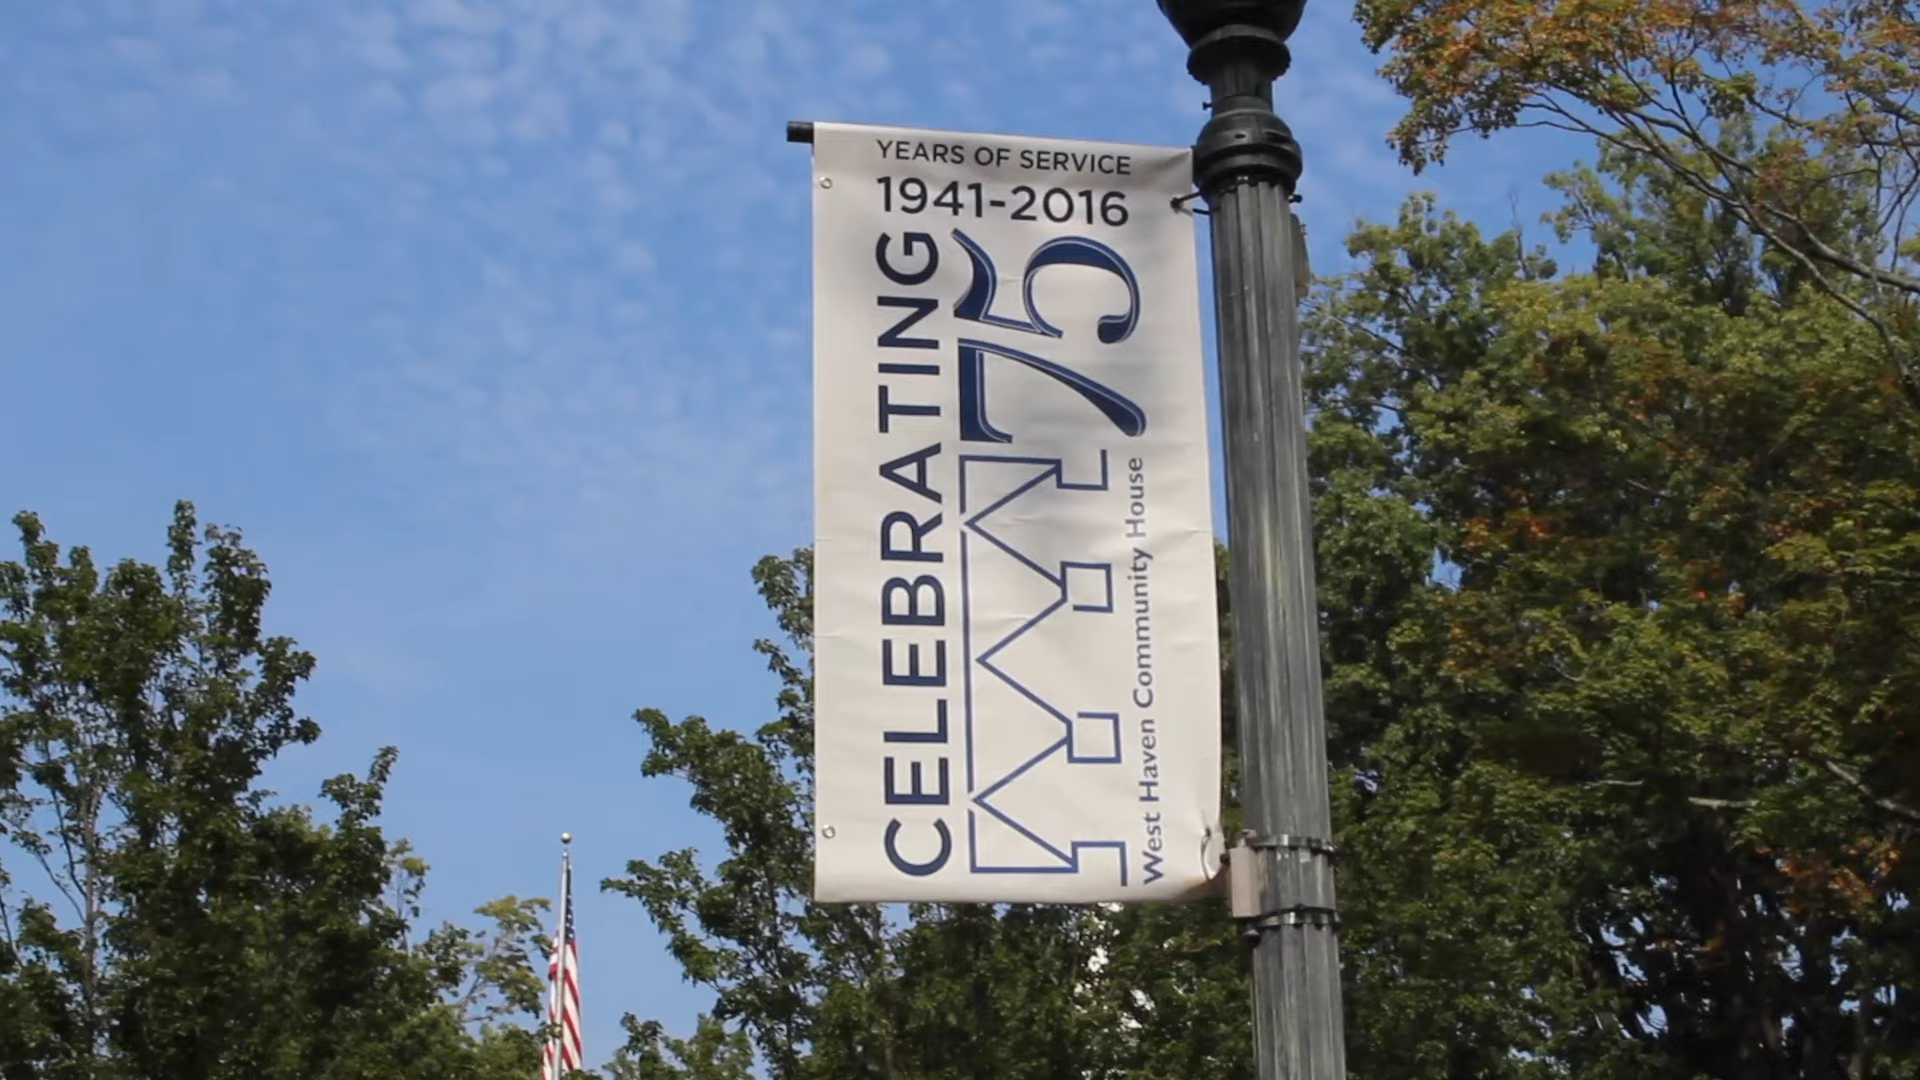 YEARS OF SERVICE
1941-2016
CELEBRATING
75
West Haven Community House